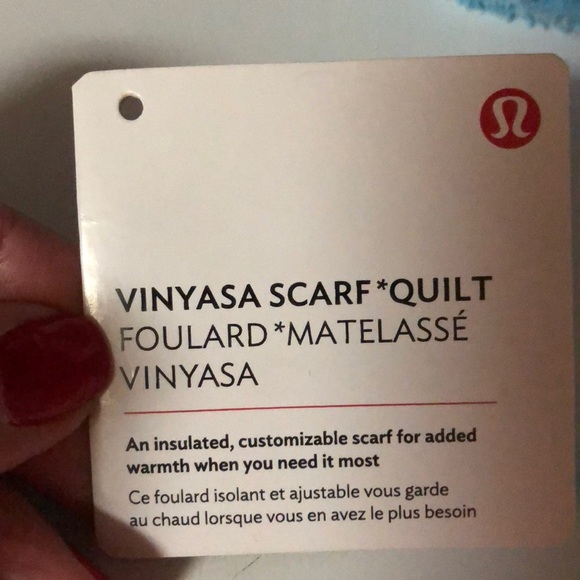 VINYASA SCARF*QUILT
FOULARD*MATELASSÉ
VINYASA
An insulated, customizable scarf for added
warmth when you need it most
Ce foulard isolant et ajustable vous garde
au chaud lorsque vous en avez le plus besoin